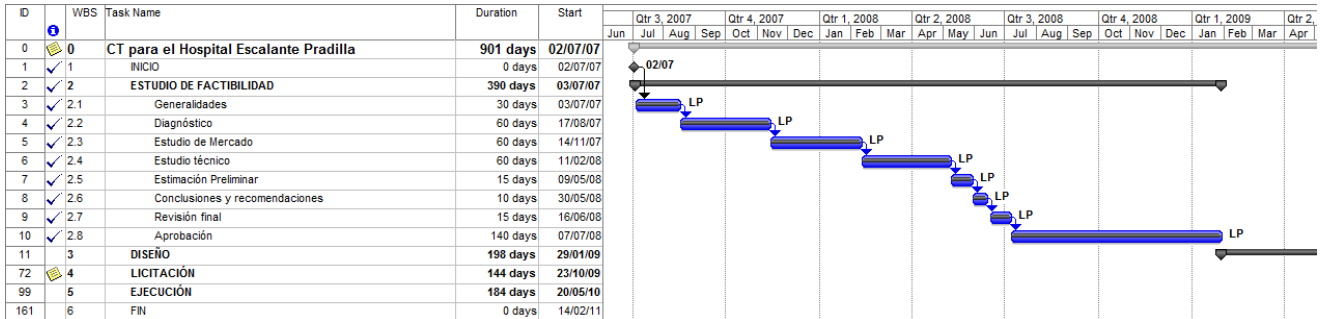 ID WBS Task Name Duration Start Qtr 3, 2007 Qtr 4, 2007 Qtr 1, 2008 Qtr 2, 2008 Qtr 3, 2008 Qtr 4, 2008 Qtr 1, 2009 Qtr 2,
Jun Jul Aug Sep Oct Nov Dec Jan Feb Mar Apr May Jun Jul Aug Sep Oct Nov Dec Jan Feb Mar Apr
0 0 CT para el Hospital Escalante Pradilla 901 days 02/07/07
1 1 INICIO 0 days 02/07/07 02/07
2 2 ESTUDIO DE FACTIBILIDAD 390 days 03/07/07
3 2.1 Generalidades 30 days 03/07/07 LP
4 2.2 Diagnóstico 60 days 17/08/07 LP
5 2.3 Estudio de Mercado 60 days 14/11/07 LP
6 2.4 Estudio técnico 60 days 11/02/08 LP
7 2.5 Estimación Preliminar 15 days 09/05/08 LP
8 2.6 Conclusiones y recomendaciones 10 days 30/05/08 LP
9 2.7 Revisión final 15 days 16/06/08 LP
10 2.8 Aprobación 140 days 07/07/08 LP
11 3 DISEÑO 198 days 29/01/09
72 4 LICITACIÓN 144 days 23/10/09
99 5 EJECUCIÓN 184 days 20/05/10
161 6 FIN 0 days 14/02/11